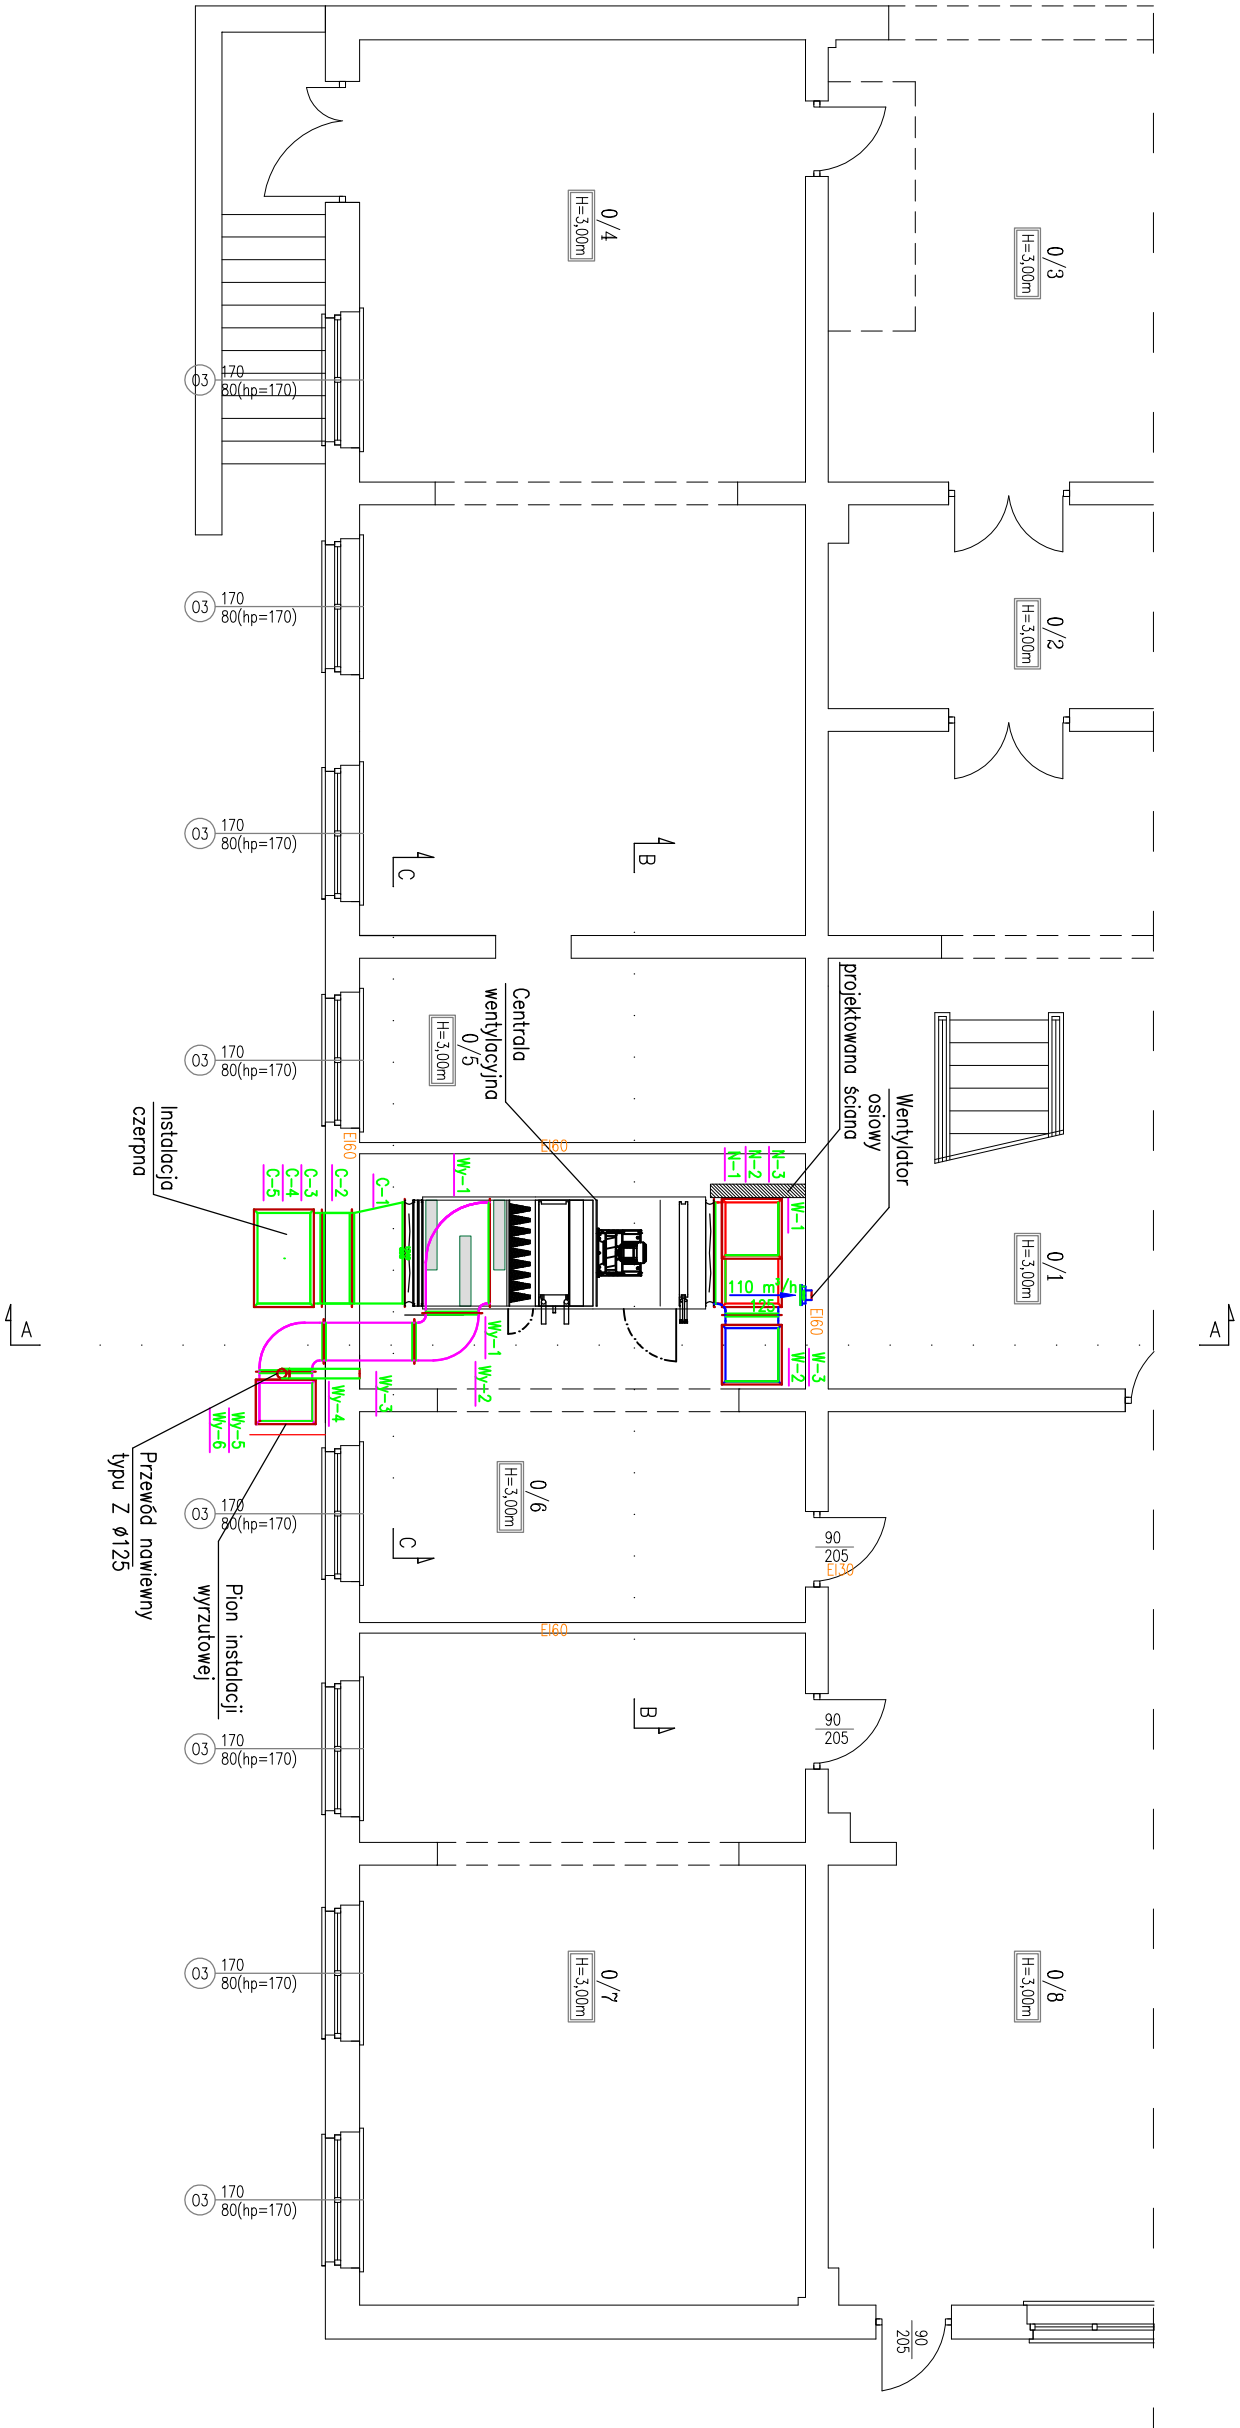 0/4
H=3,00m
0/3
H=3,00m
03
170
80(hp=170)
03
170
80(hp=170)
0/2
H=3,00m
03
170
80(hp=170)
C
B
03
170
80(hp=170)
0/5
H=3,00m
Centrala
wentylacyjna
projektowana ściana
Wentylator
osiowy
Instalacja
czerpna
EI60
EI60
C-5
C-4
C-3
C-2
C-1
Wy-1
N-1
N-2
N-3
W-1
110 m³/h
125
EI60
0/1
H=3,00m
A
A
Wy-1
Wy-2
Wy-3
Wy-4
Wy-5
Wy-6
W-2
W-3
Przewód nawiewny
typu Z ø125
Pion instalacji
wyrzutowej
03
170
80(hp=170)
0/6
H=3,00m
C
90
205
EI30
EI60
B
90
205
03
170
80(hp=170)
03
170
80(hp=170)
0/7
H=3,00m
0/8
H=3,00m
03
170
80(hp=170)
90
205